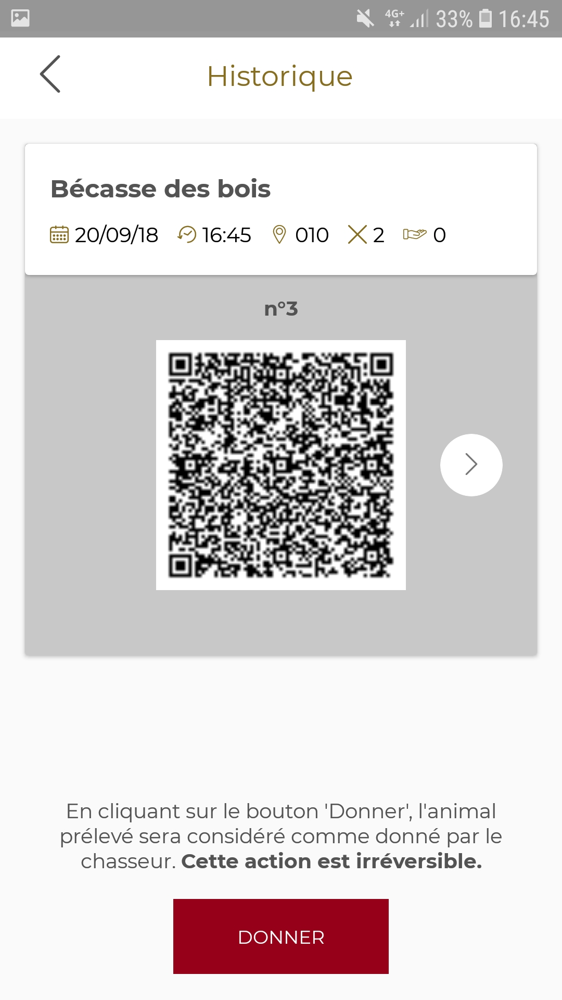 4G+ 33% 16:45
Historique
Bécasse des bois
20/09/18 16:45 010 2 0
n°3
En cliquant sur le bouton 'Donner', l'animal
prélevé sera considéré comme donné par le
chasseur. Cette action est irréversible.
DONNER